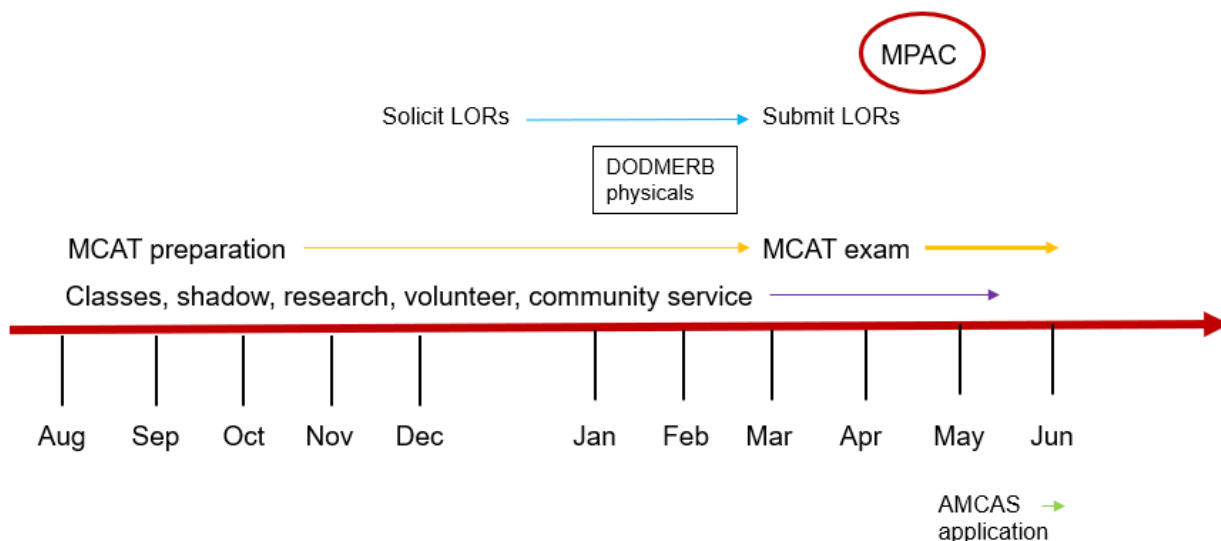 MPAC
Solicit LORs
Submit LORs
DODMERB
physicals
MCAT preparation
MCAT exam
Classes, shadow, research, volunteer, community service
Aug
Sep
Oct
Nov
Dec
Jan
Feb
Mar
Apr
May
Jun
AMCAS
application